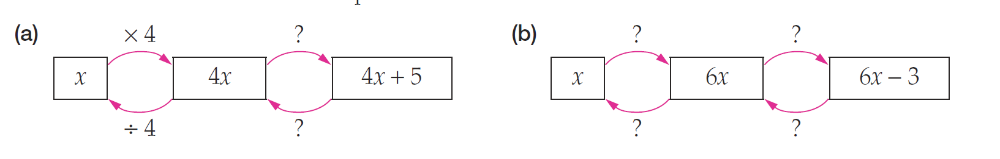 (a) × 4 ? (b) ? ?
x 4x 4x + 5 x 6x 6x − 3
÷ 4 ? ? ?